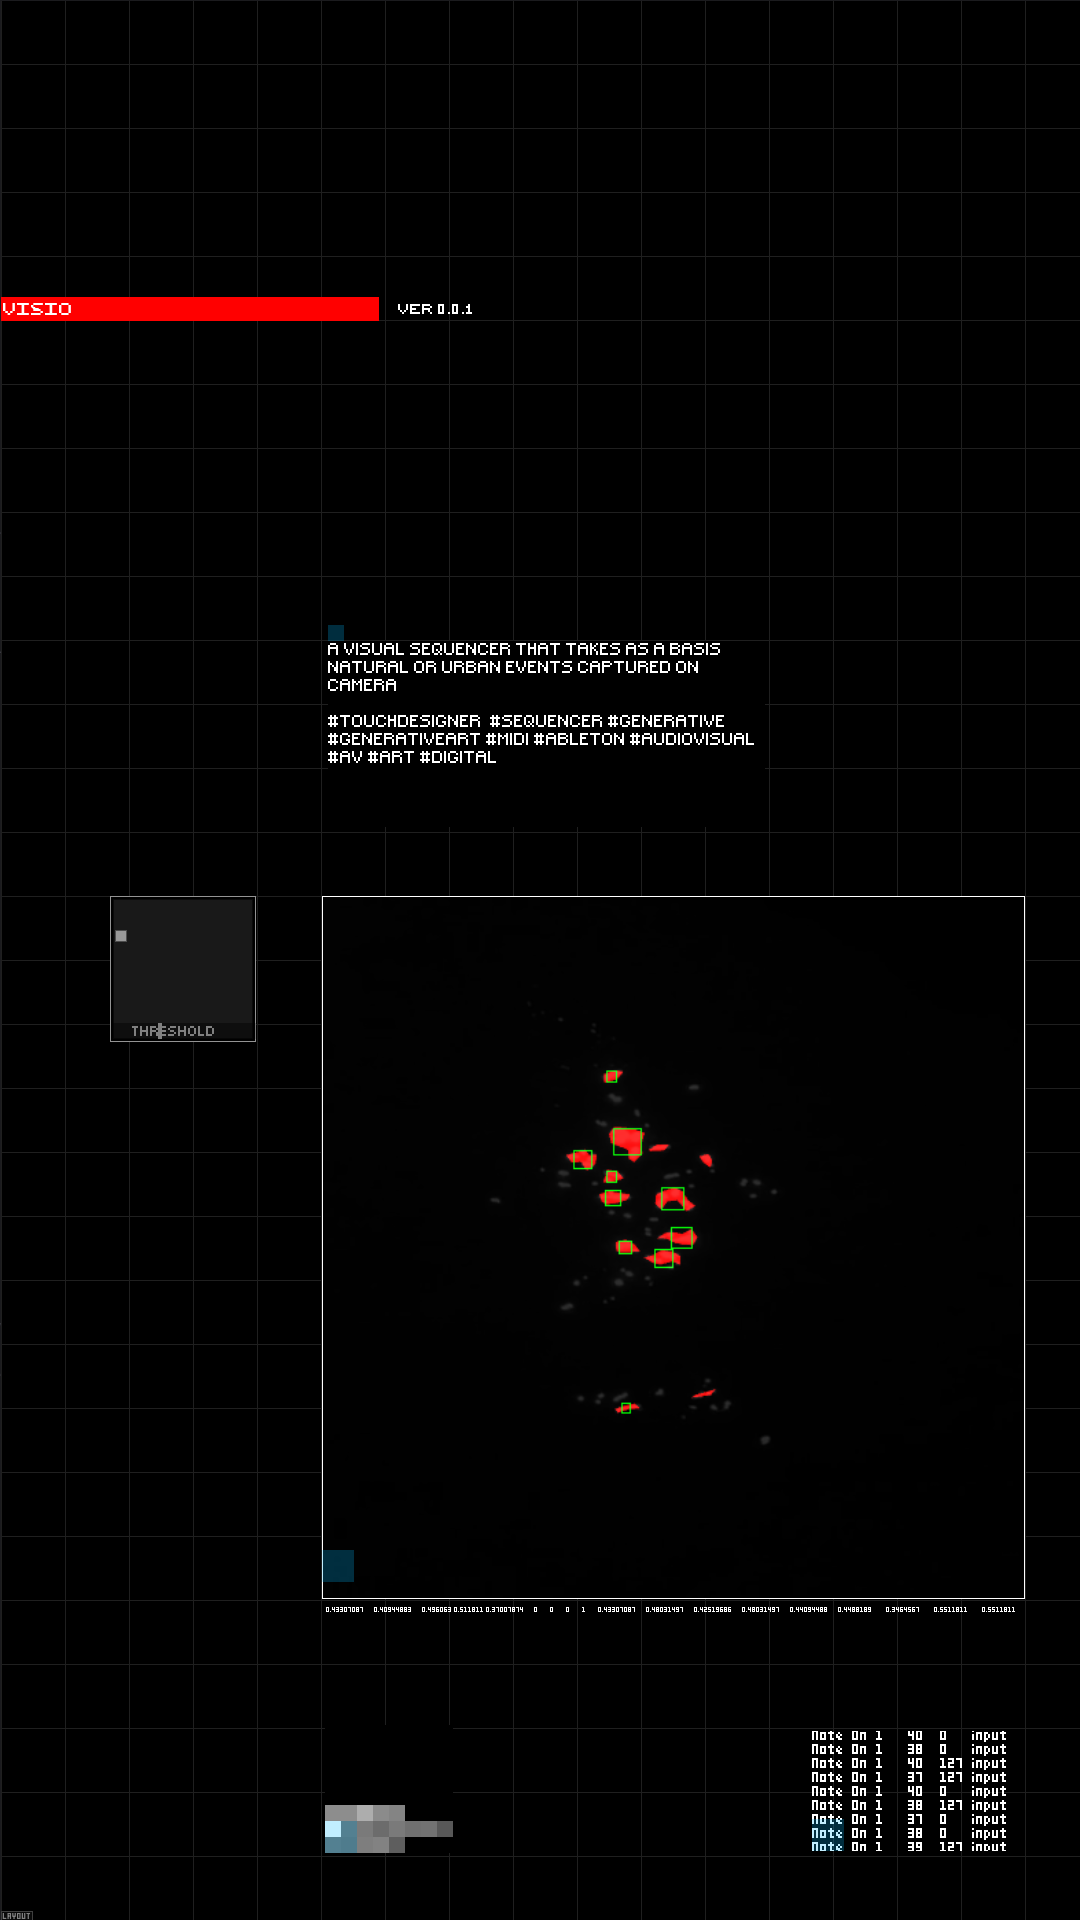 VISIO
VER 0.0.1
A VISUAL SEQUENCER THAT TAKES AS A BASIS
NATURAL OR URBAN EVENTS CAPTURED ON
CAMERA
#TOUCHDESIGNER #SEQUENCER #GENERATIVE
#GENERATIVEART #MIDI #ABLETON #AUDIOVISUAL
#AV #ART #DIGITAL
THRESHOLD
0.43307087 0.40944883 0.496063 0.511811 0.37007874 0 0 0 1 0.43307087 0.48031497 0.42519686 0.48031497 0.44094488 0.4488189 0.3464567 0.5511811 0.5511811
Note On 1 40 0 input
Note On 1 38 0 input
Note On 1 40 127 input
Note On 1 37 127 input
Note On 1 40 0 input
Note On 1 38 127 input
Note On 1 37 0 input
Note On 1 38 0 input
Note On 1 39 127 input
LAYOUT